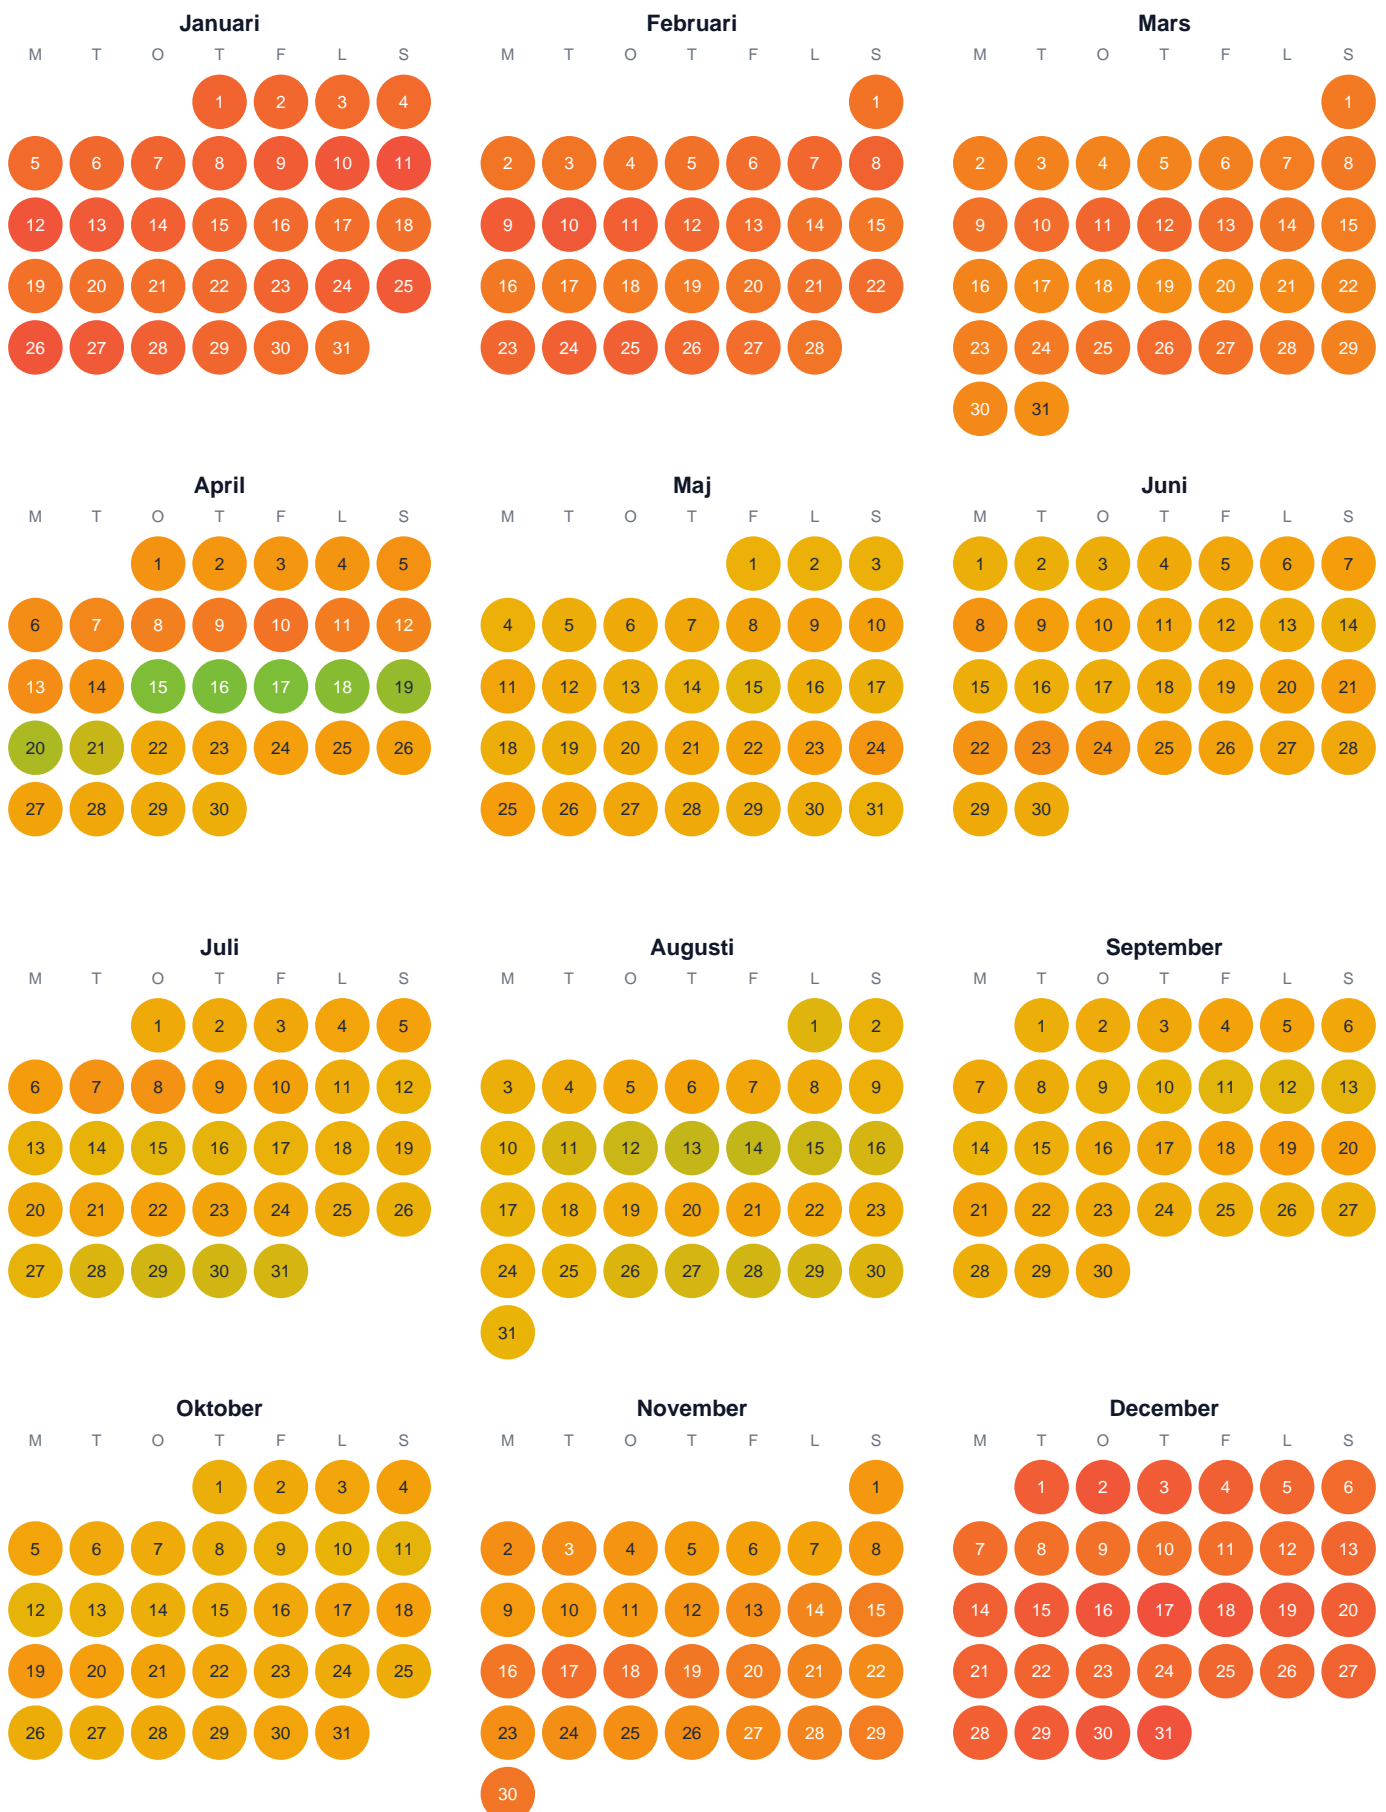 Januari Februari Mars
M T O T F L S M T O T F L S M T O T F L S
1 2 3 4 1 1
5 6 7 8 9 10 11 2 3 4 5 6 7 8 2 3 4 5 6 7 8
12 13 14 15 16 17 18 9 10 11 12 13 14 15 9 10 11 12 13 14 15
19 20 21 22 23 24 25 16 17 18 19 20 21 22 16 17 18 19 20 21 22
26 27 28 29 30 31 23 24 25 26 27 28 23 24 25 26 27 28 29
30 31
April Maj Juni
M T O T F L S M T O T F L S M T O T F L S
1 2 3 4 5 1 2 3 1 2 3 4 5 6 7
6 7 8 9 10 11 12 4 5 6 7 8 9 10 8 9 10 11 12 13 14
13 14 15 16 17 18 19 11 12 13 14 15 16 17 15 16 17 18 19 20 21
20 21 22 23 24 25 26 18 19 20 21 22 23 24 22 23 24 25 26 27 28
27 28 29 30 25 26 27 28 29 30 31 29 30
Juli Augusti September
M T O T F L S M T O T F L S M T O T F L S
1 2 3 4 5 1 2 1 2 3 4 5 6
6 7 8 9 10 11 12 3 4 5 6 7 8 9 7 8 9 10 11 12 13
13 14 15 16 17 18 19 10 11 12 13 14 15 16 14 15 16 17 18 19 20
20 21 22 23 24 25 26 17 18 19 20 21 22 23 21 22 23 24 25 26 27
27 28 29 30 31 24 25 26 27 28 29 30 28 29 30
31
Oktober November December
M T O T F L S M T O T F L S M T O T F L S
1 2 3 4 1 1 2 3 4 5 6
5 6 7 8 9 10 11 2 3 4 5 6 7 8 7 8 9 10 11 12 13
12 13 14 15 16 17 18 9 10 11 12 13 14 15 14 15 16 17 18 19 20
19 20 21 22 23 24 25 16 17 18 19 20 21 22 21 22 23 24 25 26 27
26 27 28 29 30 31 23 24 25 26 27 28 29 28 29 30 31
30